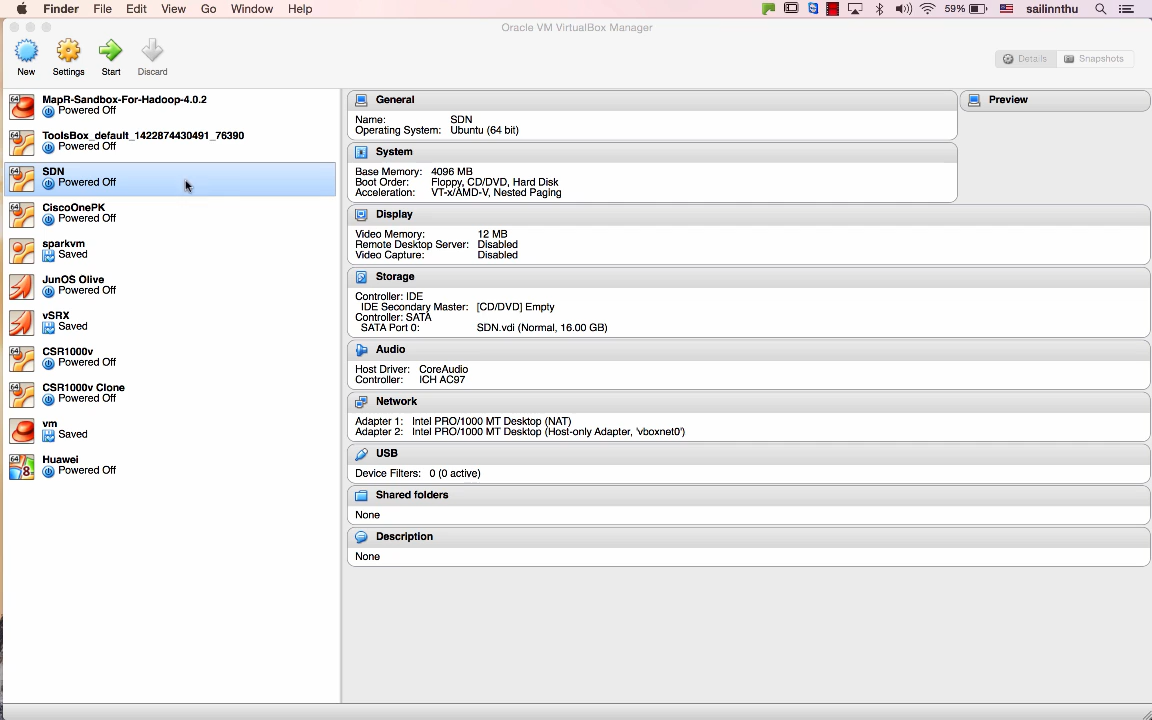 Finder File Edit View Go Window Help 59% sailinnthu
Oracle VM VirtualBox Manager
New Settings Start Discard Details Snapshots
MapR-Sandbox-For-Hadoop-4.0.2
Powered Off
ToolsBox_default_1422874430491_76390
Powered Off
SDN
Powered Off
CiscoOnePK
Powered Off
sparkvm
Saved
JunOS Olive
Powered Off
vSRX
Saved
CSR1000v
Powered Off
CSR1000v Clone
Powered Off
vm
Saved
Huawei
Powered Off
64
64
64
64
64
64
64
8
General
Name: SDN
Operating System: Ubuntu (64 bit)
System
Base Memory: 4096 MB
Boot Order: Floppy, CD/DVD, Hard Disk
Acceleration: VT-x/AMD-V, Nested Paging
Preview
Display
Video Memory: 12 MB
Remote Desktop Server: Disabled
Video Capture: Disabled
Storage
Controller: IDE
IDE Secondary Master: [CD/DVD] Empty
Controller: SATA
SATA Port 0: SDN.vdi (Normal, 16.00 GB)
Audio
Host Driver: CoreAudio
Controller: ICH AC97
Network
Adapter 1: Intel PRO/1000 MT Desktop (NAT)
Adapter 2: Intel PRO/1000 MT Desktop (Host-only Adapter, 'vboxnet0')
USB
Device Filters: 0 (0 active)
Shared folders
None
Description
None